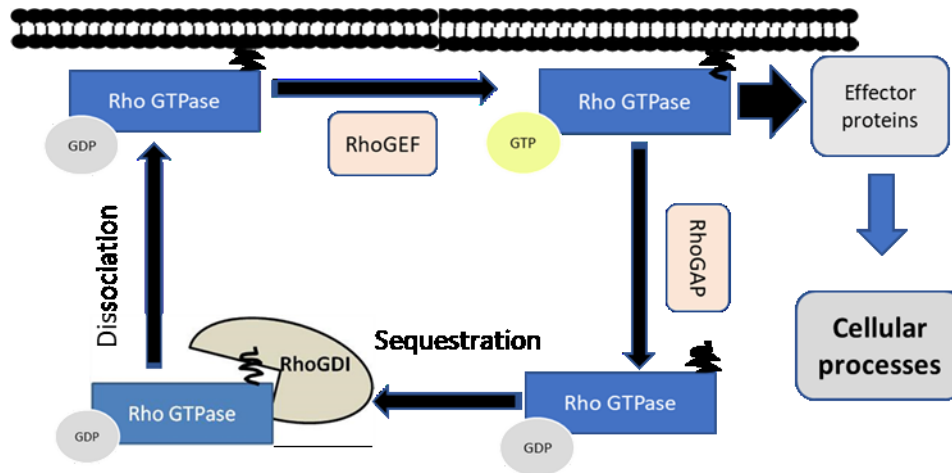 Rho GTPase
GDP
RhoGEF
Rho GTPase
GTP
Effector
proteins
RhoGAP
Cellular
processes
Dissociation
Sequestration
RhoGDI
Rho GTPase
GDP
Rho GTPase
GDP